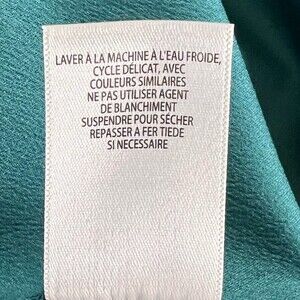 LAVER À LA MACHINE À L'EAU FROIDE,
CYCLE DÉLICAT, AVEC
COULEURS SIMILAIRES
NE PAS UTILISER AGENT
DE BLANCHIMENT
SUSPENDRE POUR SÉCHER
REPASSER A FER TIEDE
SI NECESSAIRE